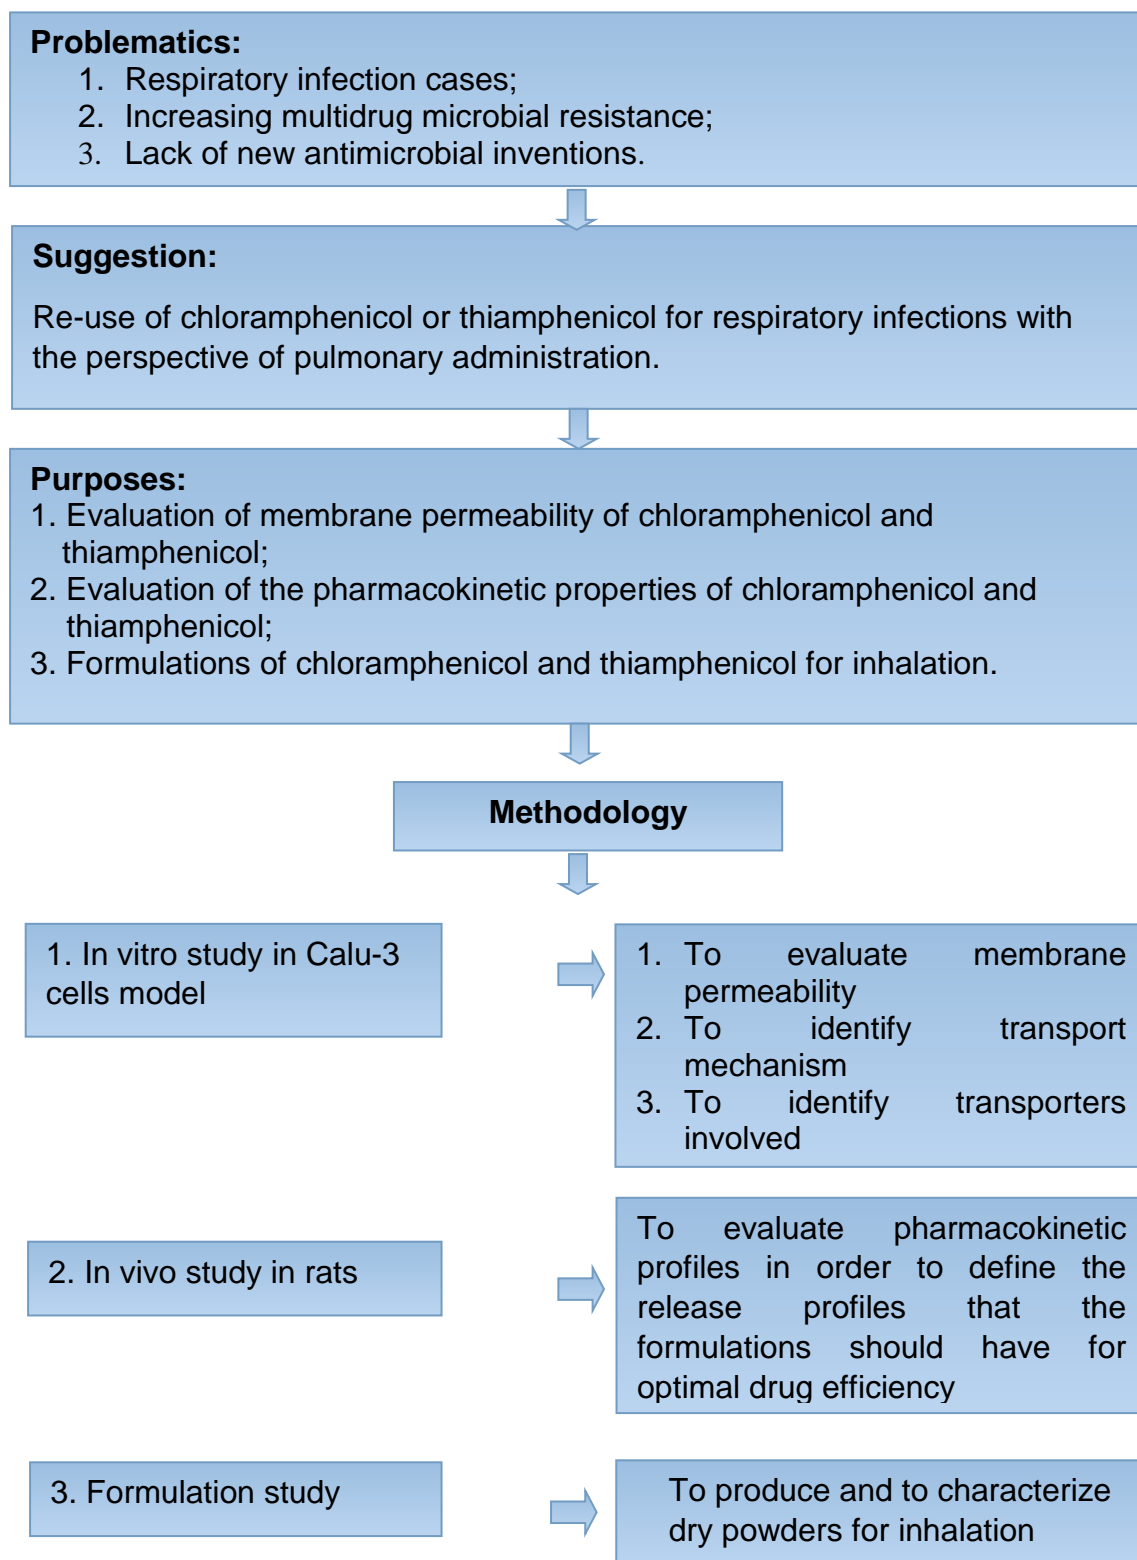 Problematics:
1. Respiratory infection cases;
2. Increasing multidrug microbial resistance;
3. Lack of new antimicrobial inventions.
Suggestion:
Re-use of chloramphenicol or thiamphenicol for respiratory infections with
the perspective of pulmonary administration.
Purposes:
1. Evaluation of membrane permeability of chloramphenicol and
thiamphenicol;
2. Evaluation of the pharmacokinetic properties of chloramphenicol and
thiamphenicol;
3. Formulations of chloramphenicol and thiamphenicol for inhalation.
Methodology
1. In vitro study in Calu-3
cells model
1. To evaluate membrane
permeability
2. To identify transport
mechanism
3. To identify transporters
involved
2. In vivo study in rats
To evaluate pharmacokinetic
profiles in order to define the
release profiles that the
formulations should have for
optimal drug efficiency
3. Formulation study
To produce and to characterize
dry powders for inhalation